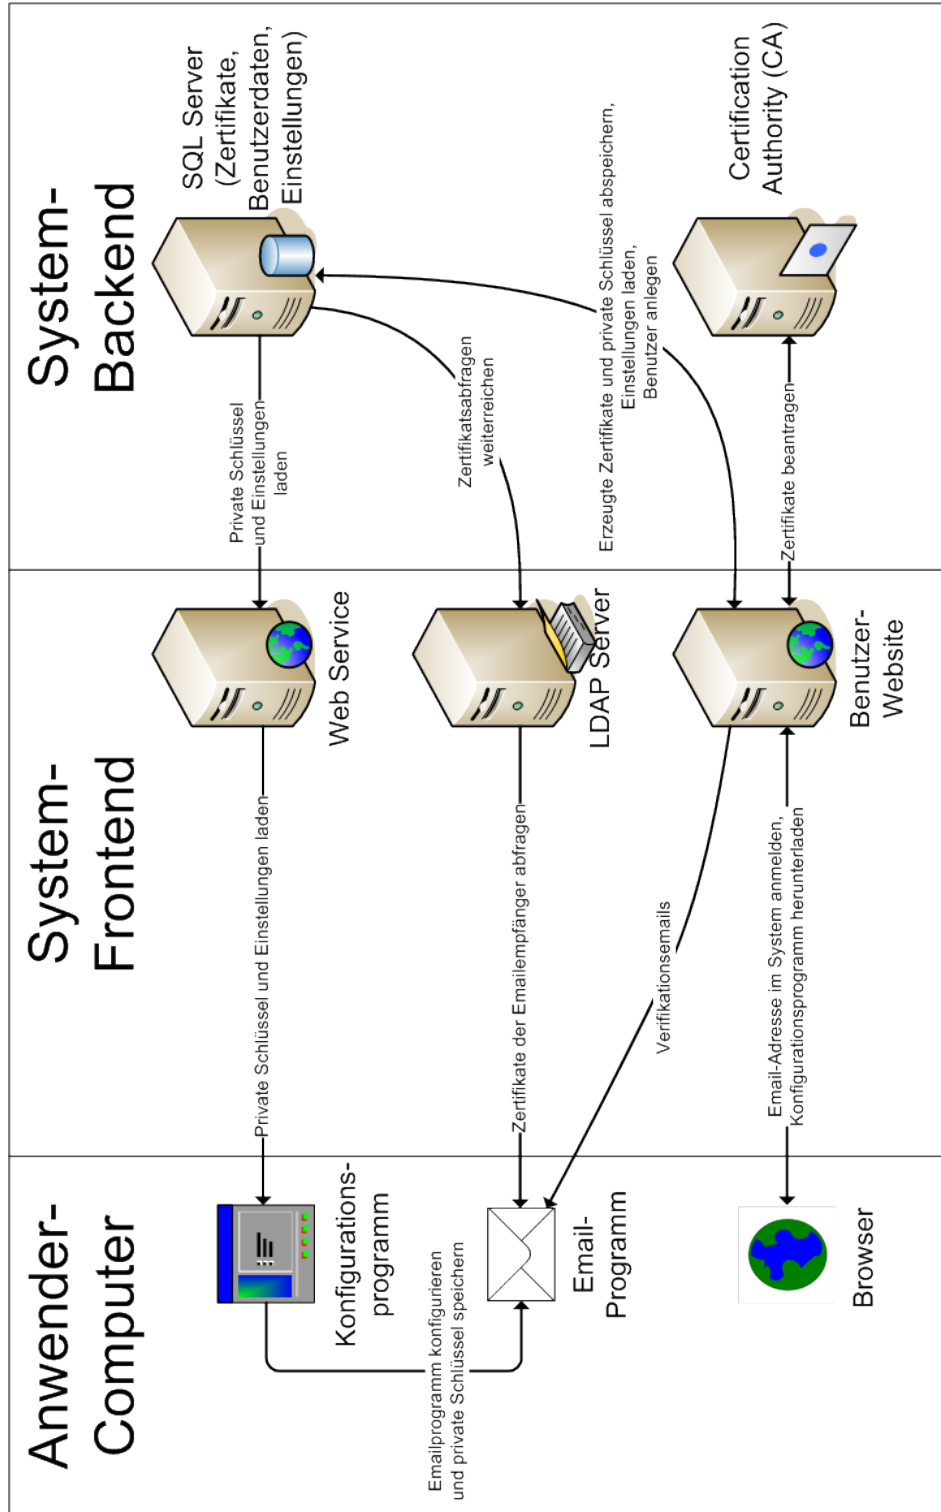 Anwender-
Computer
System-
Frontend
System-
Backend
Konfigurations-
programm
Private Schlüssel und Einstellungen laden
Web Service
Private Schlüssel
und Einstellungen
laden
SQL Server
(Zertifikate,
Benutzerdaten,
Einstellungen)
Emailprogramm konfigurieren
und private Schlüssel speichern
Email-
Programm
Zertifikate der Emailempfänger abfragen
LDAP Server
Zertifikatsabfragen
weiterreichen
Verifikationsemails
Erzeugte Zertifikate und private Schlüssel abspeichern,
Einstellungen laden,
Benutzer anlegen
Browser
Email-Adresse im System anmelden,
Konfigurationsprogramm herunterladen
Benutzer-
Website
Zertifikate beantragen
Certification
Authority (CA)